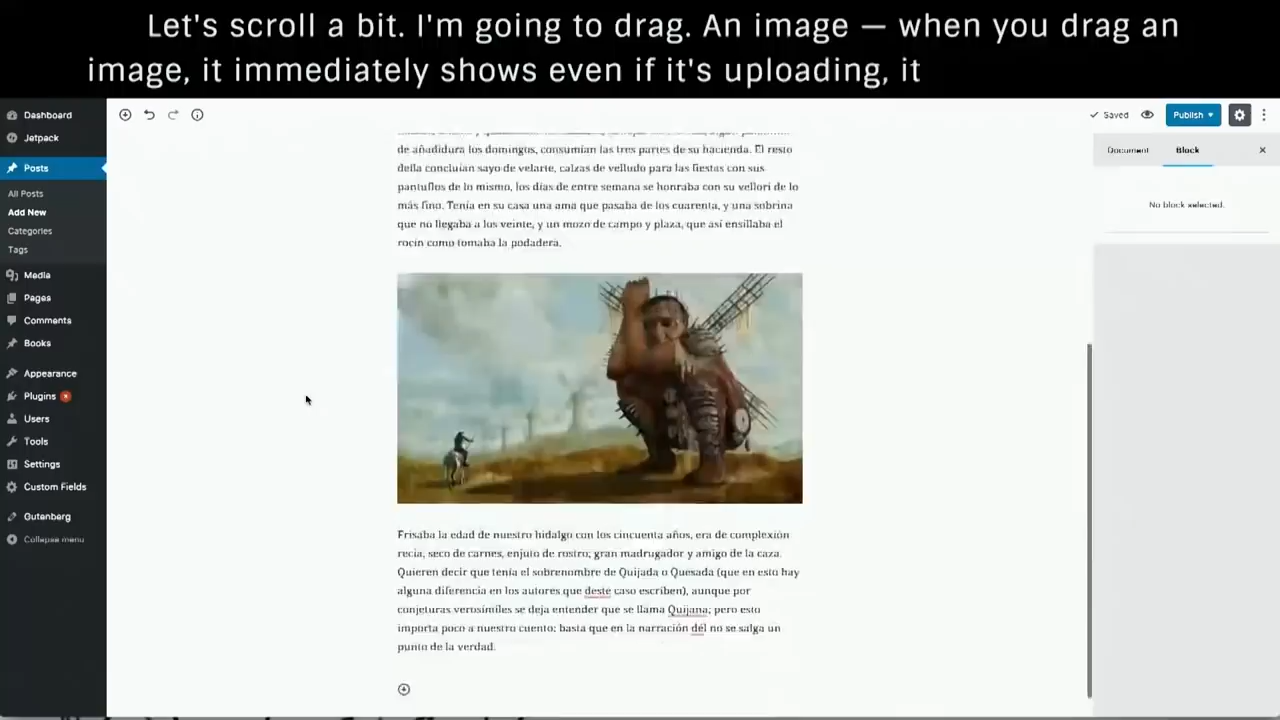 Let's scroll a bit. I'm going to drag. An image — when you drag an
image, it immediately shows even if it's uploading, it
Dashboard
Jetpack
Posts
All Posts
Add New
Categories
Tags
Media
Pages
Comments
Books
Appearance
Plugins
Users
Tools
Settings
Custom Fields
Gutenberg
Collapse menu
Saved
Publish
Document
Block
No block selected.
de añadidura los domingos, consumían las tres partes de su hacienda. El resto
della concluían sayo de velarte, calzas de velludo para las fiestas con sus
pantuflos de lo mismo, los días de entre semana se honraba con su vellori de lo
más fino. Tenía en su casa una ama que pasaba de los cuarenta, y una sobrina
que no llegaba a los veinte, y un mozo de campo y plaza, que así ensillaba el
rocín como tomaba la podadera.
Frisaba la edad de nuestro hidalgo con los cincuenta años, era de complexión
recia, seco de carnes, enjuto de rostro; gran madrugador y amigo de la caza.
Quieren decir que tenía el sobrenombre de Quijada o Quesada (que en esto hay
alguna diferencia en los autores que deste caso escriben), aunque por
conjeturas verosímiles se deja entender que se llama Quijana; pero esto
importa poco a nuestro cuento; basta que en la narración dél no se salga un
punto de la verdad.